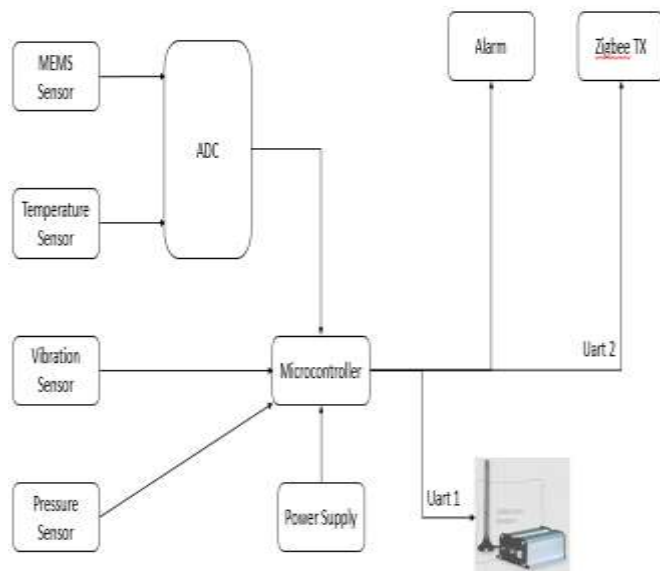 MEMS
Sensor
ADC
Alarm
Zigbee TX
Temperature
Sensor
Vibration
Sensor
Microcontroller
Uart 2
Pressure
Sensor
Power Supply
Uart 1